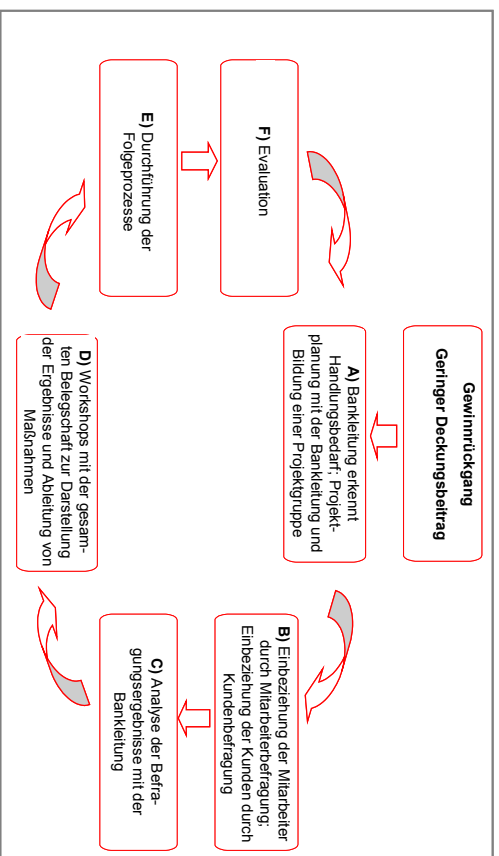 Gewinnrückgang
Geringer Deckungsbeitrag
A) Bankleitung erkennt
Handlungsbedarf; Projekt-
planung mit der Bankleitung und
Bildung einer Projektgruppe
B) Einbeziehung der Mitarbeiter
durch Mitarbeiterbefragung;
Einbeziehung der Kunden durch
Kundenbefragung
C) Analyse der Befra-
gungsergebnisse mit der
Bankleitung
D) Workshops mit der gesam-
ten Belegschaft zur Darstellung
der Ergebnisse und Ableitung von
Maßnahmen
E) Durchführung der
Folgeprozesse
F) Evaluation